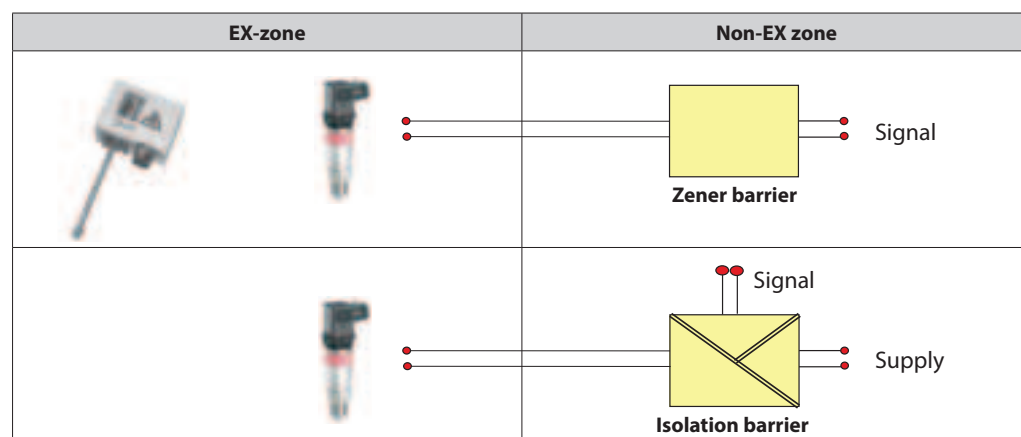 EX-zone
Non-EX zone
Signal
Zener barrier
Signal
Supply
Isolation barrier